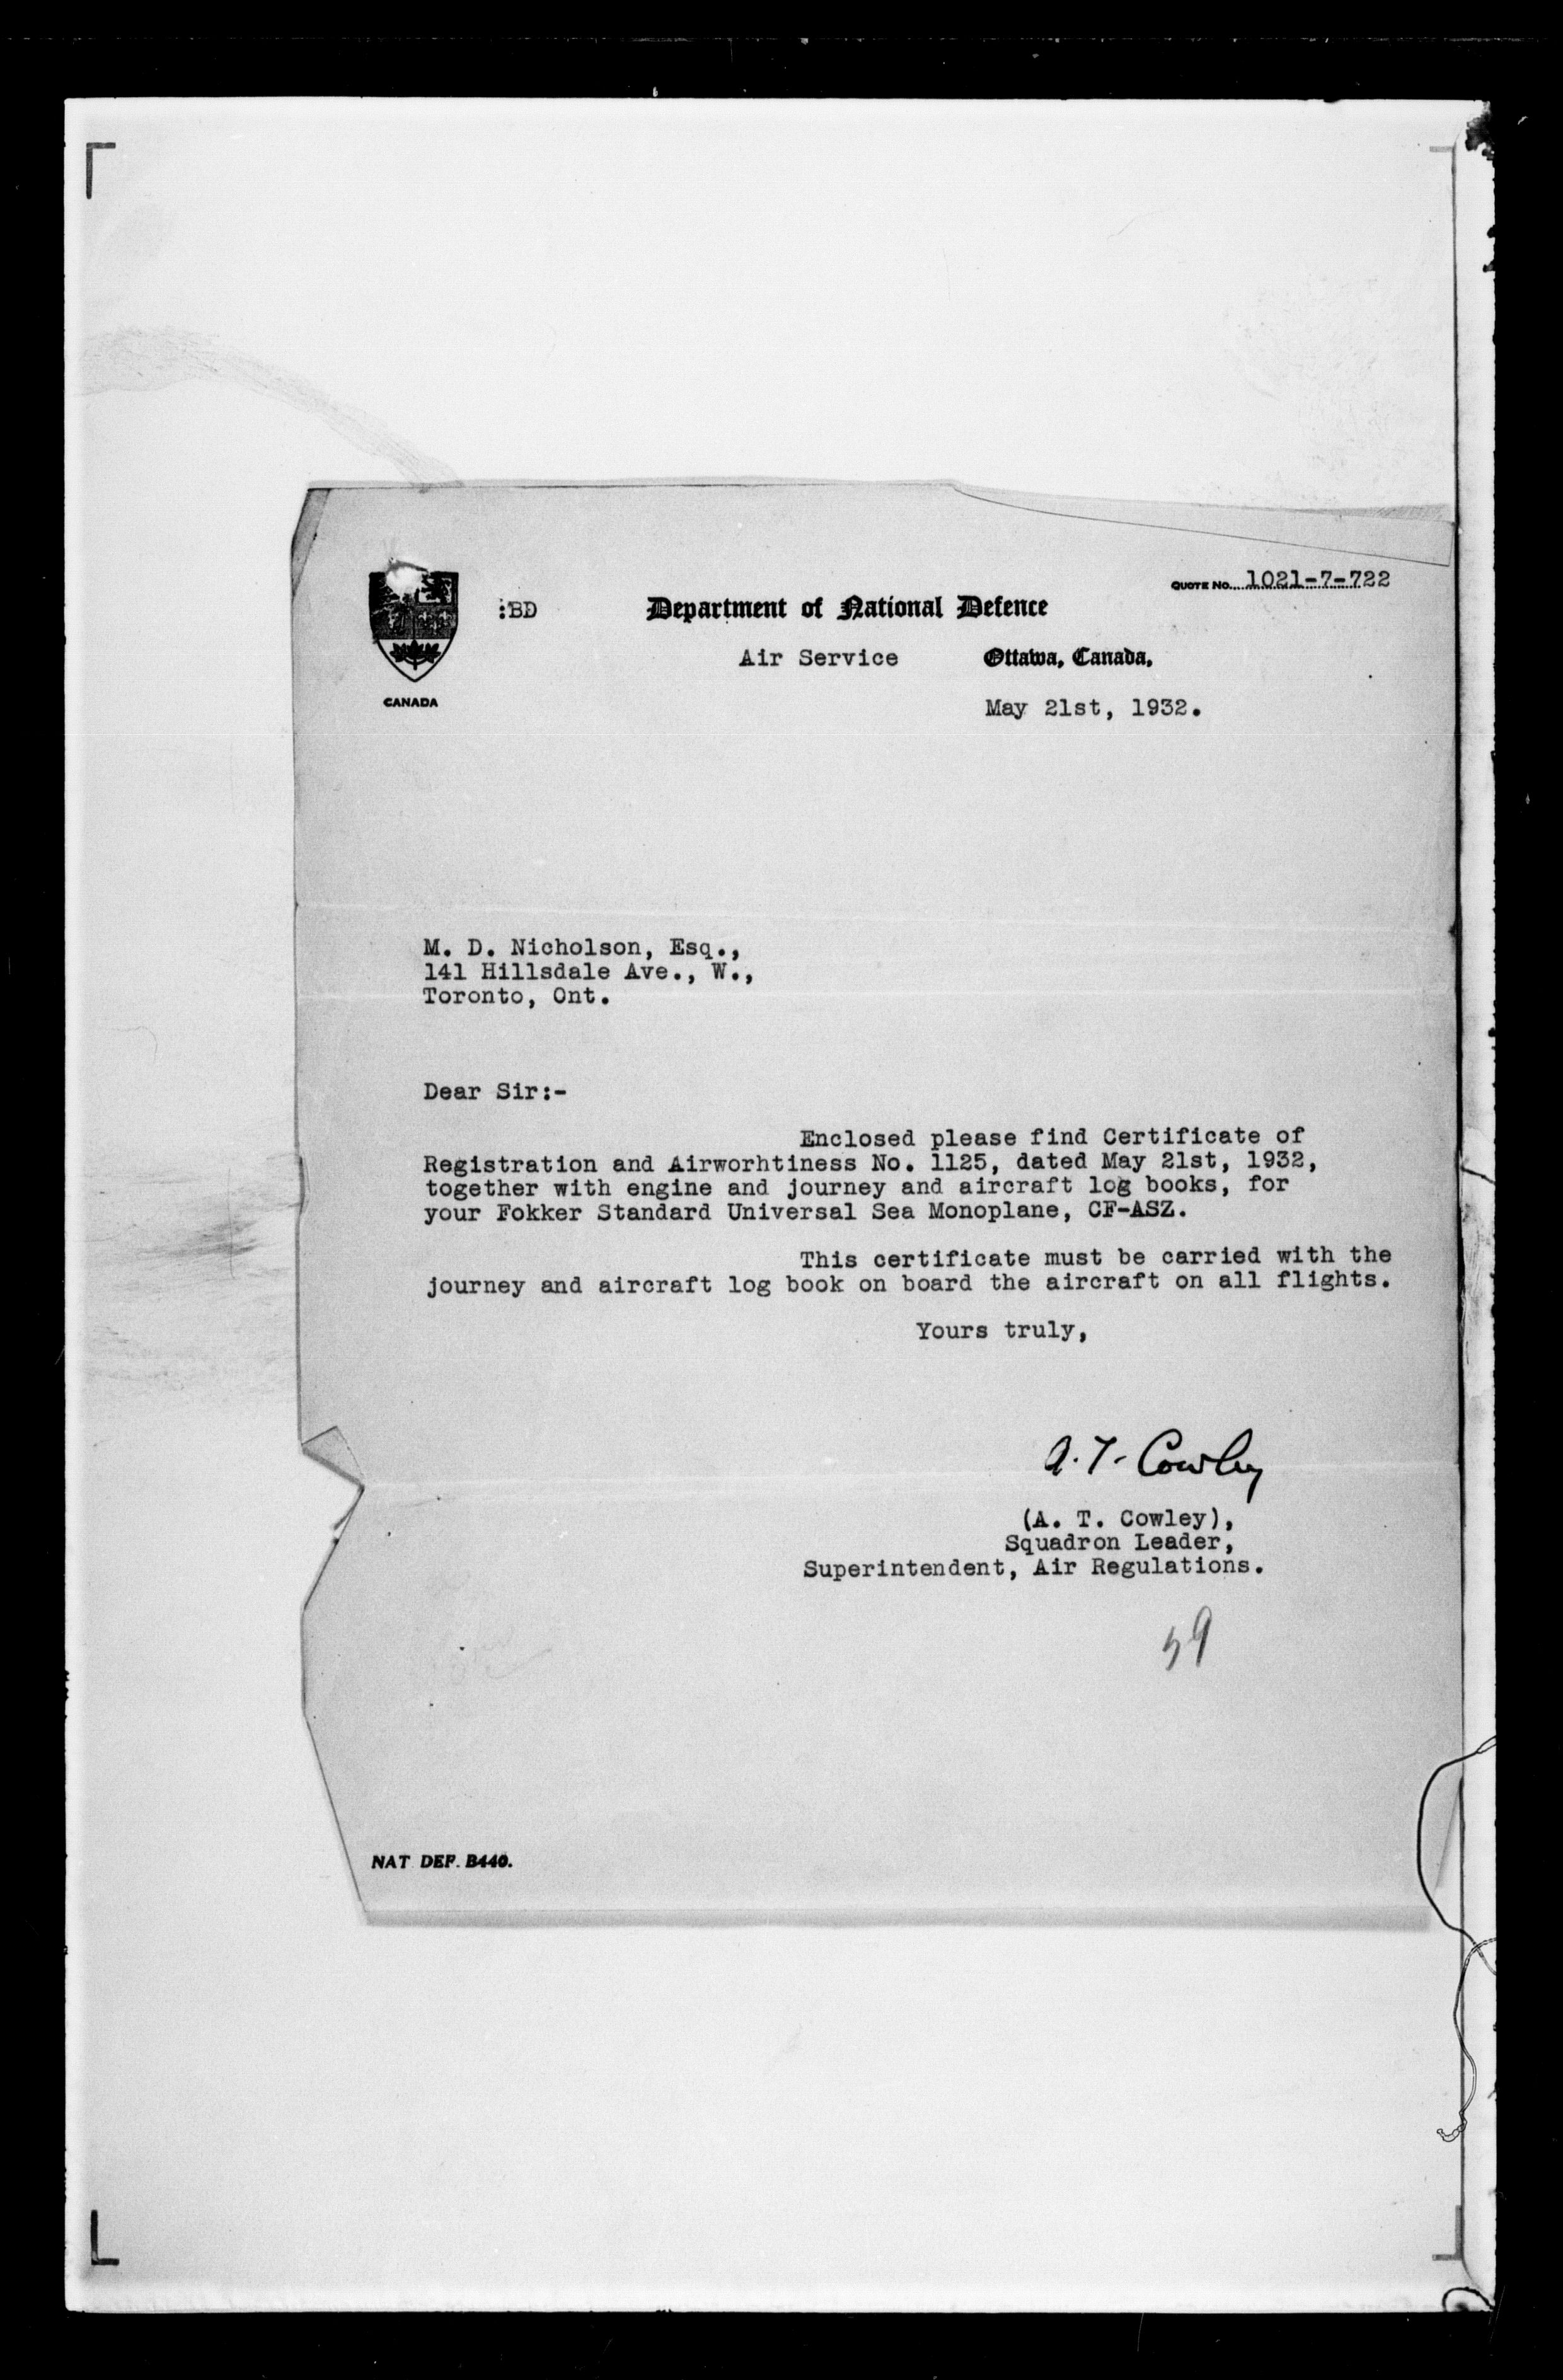 QUOTE NO. 1021-7-722
:BD Department of National Defence
Air Service Ottawa, Canada,
CANADA
May 21st, 1932.
M. D. Nicholson, Esq.,
141 Hillsdale Ave., W.,
Toronto, Ont.
Dear Sir:-
Enclosed please find Certificate of
Registration and Airworhtiness No. 1125, dated May 21st, 1932,
together with engine and journey and aircraft log books, for
your Fokker Standard Universal Sea Monoplane, CF-ASZ.
This certificate must be carried with the
journey and aircraft log book on board the aircraft on all flights.
Yours truly,
A. T. Cowley
(A. T. Cowley),
Squadron Leader,
Superintendent, Air Regulations.
59
NAT DEF. B440.